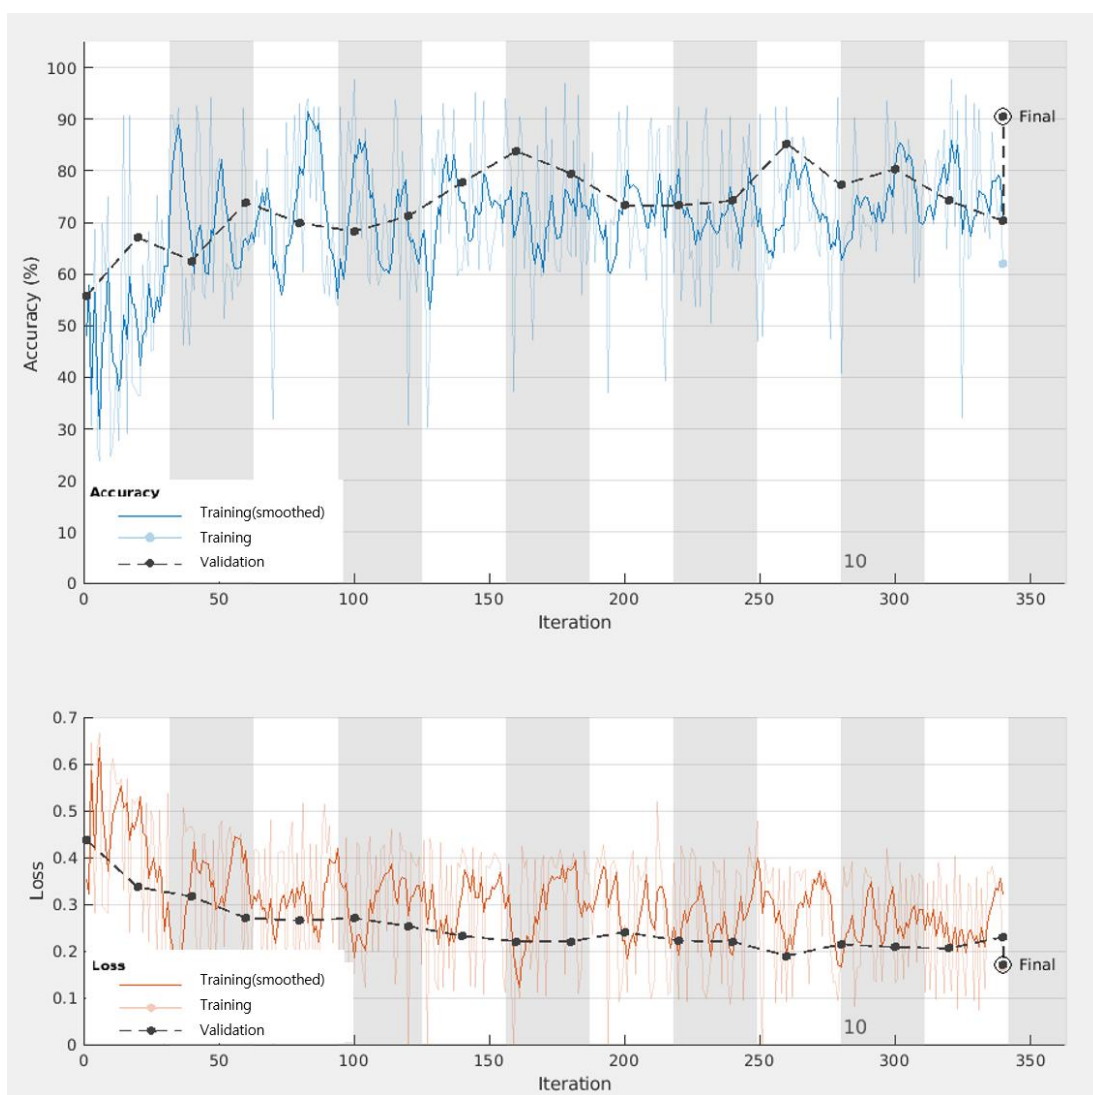 100
90
80
70
60
50
40
30
20
10
0
Accuracy (%)
Final
Accuracy
Training(smoothed)
Training
Validation
10
0 50 100 150 200 250 300 350
Iteration
0.7
0.6
0.5
0.4
0.3
0.2
0.1
0
Loss
Final
Loss
Training(smoothed)
Training
Validation
10
0 50 100 150 200 250 300 350
Iteration